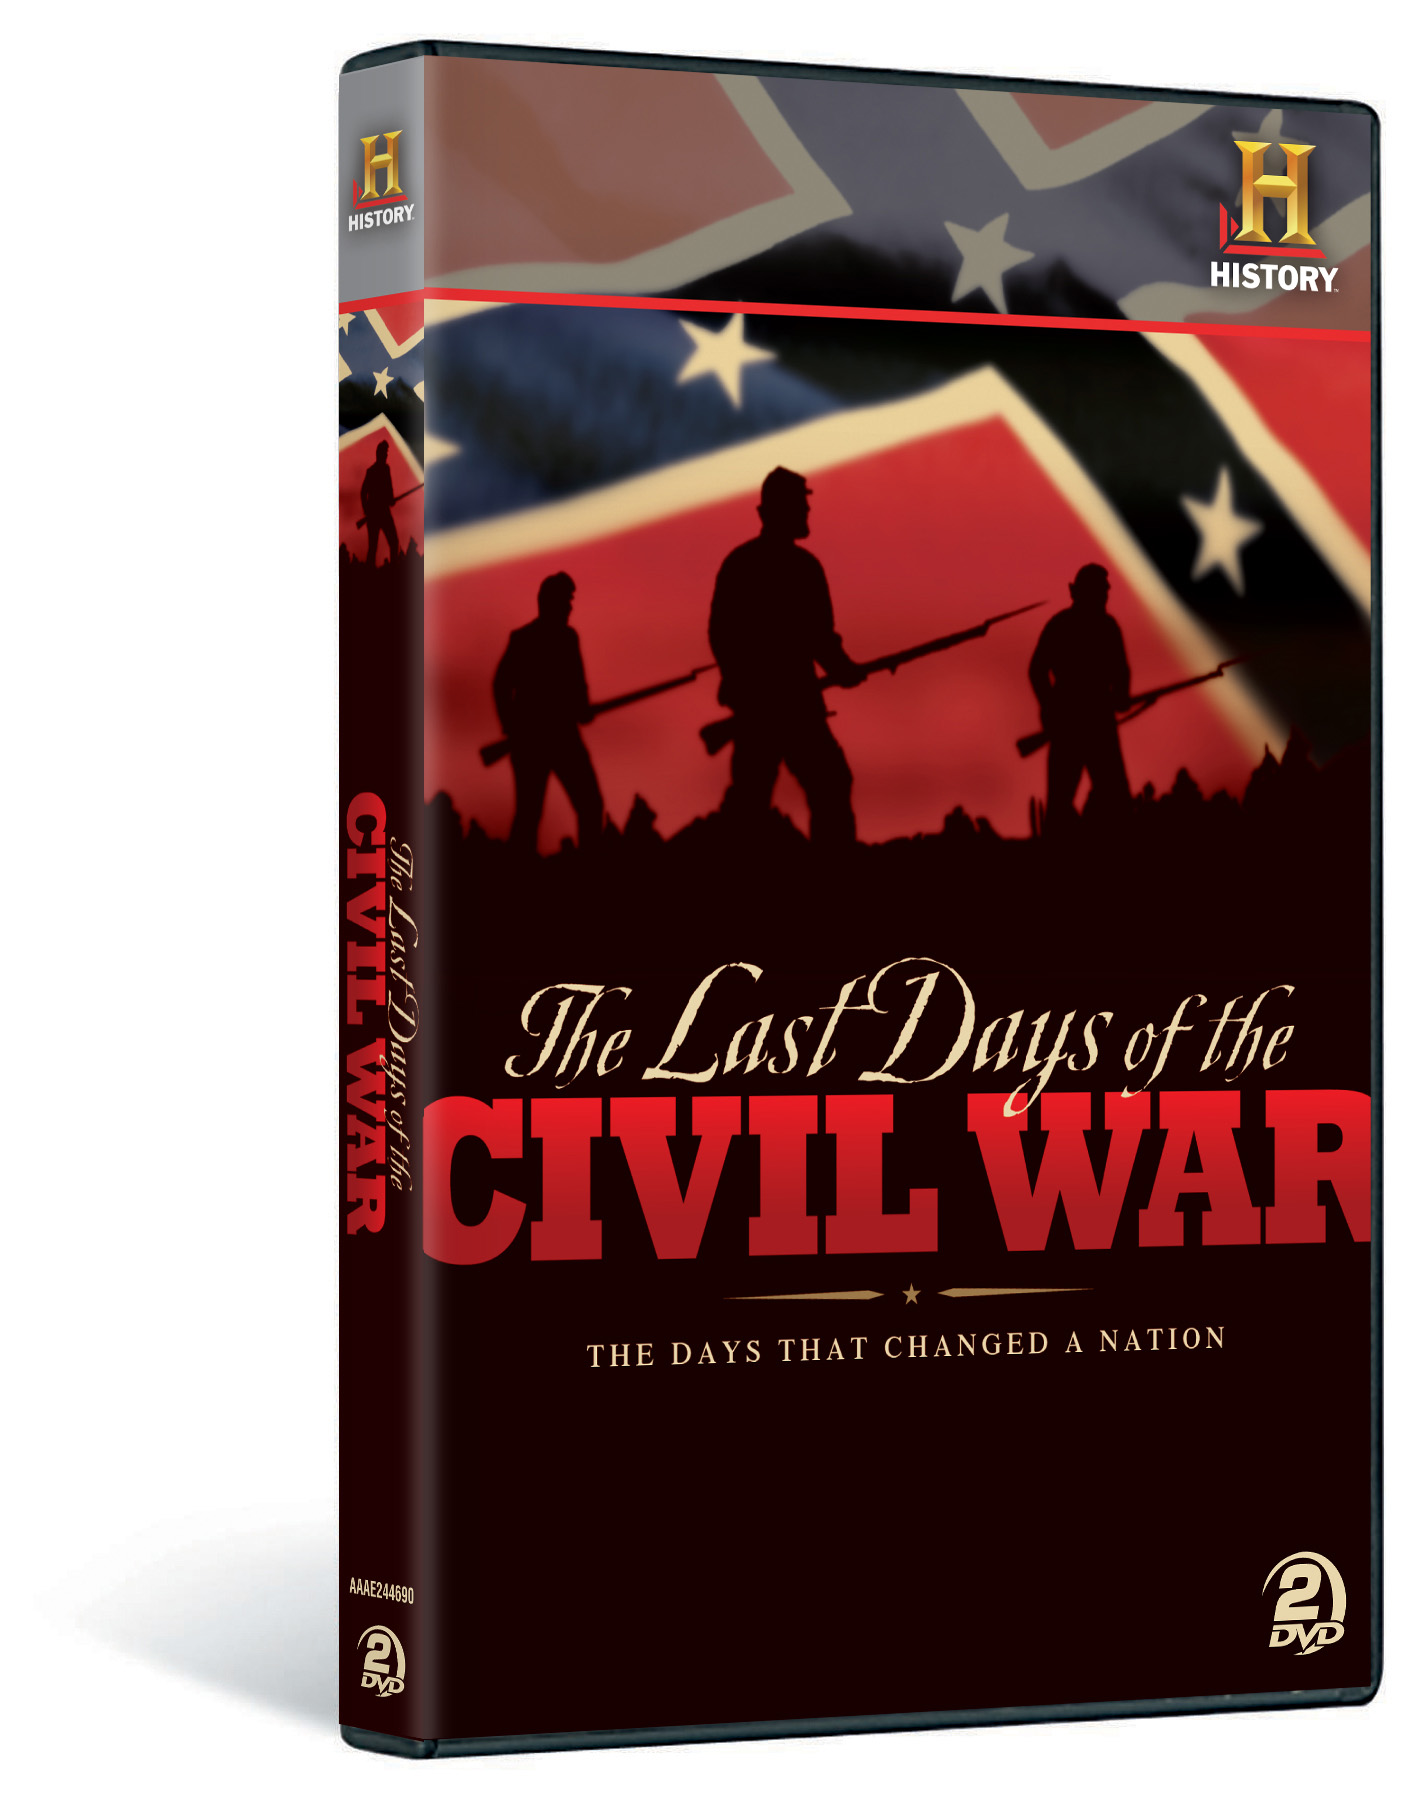 H
HISTORY
The Last Days of the
CIVIL WAR
AAAE244690
2
DVD
H
HISTORY™
The Last Days of the
CIVIL WAR
THE DAYS THAT CHANGED A NATION
2
DVD